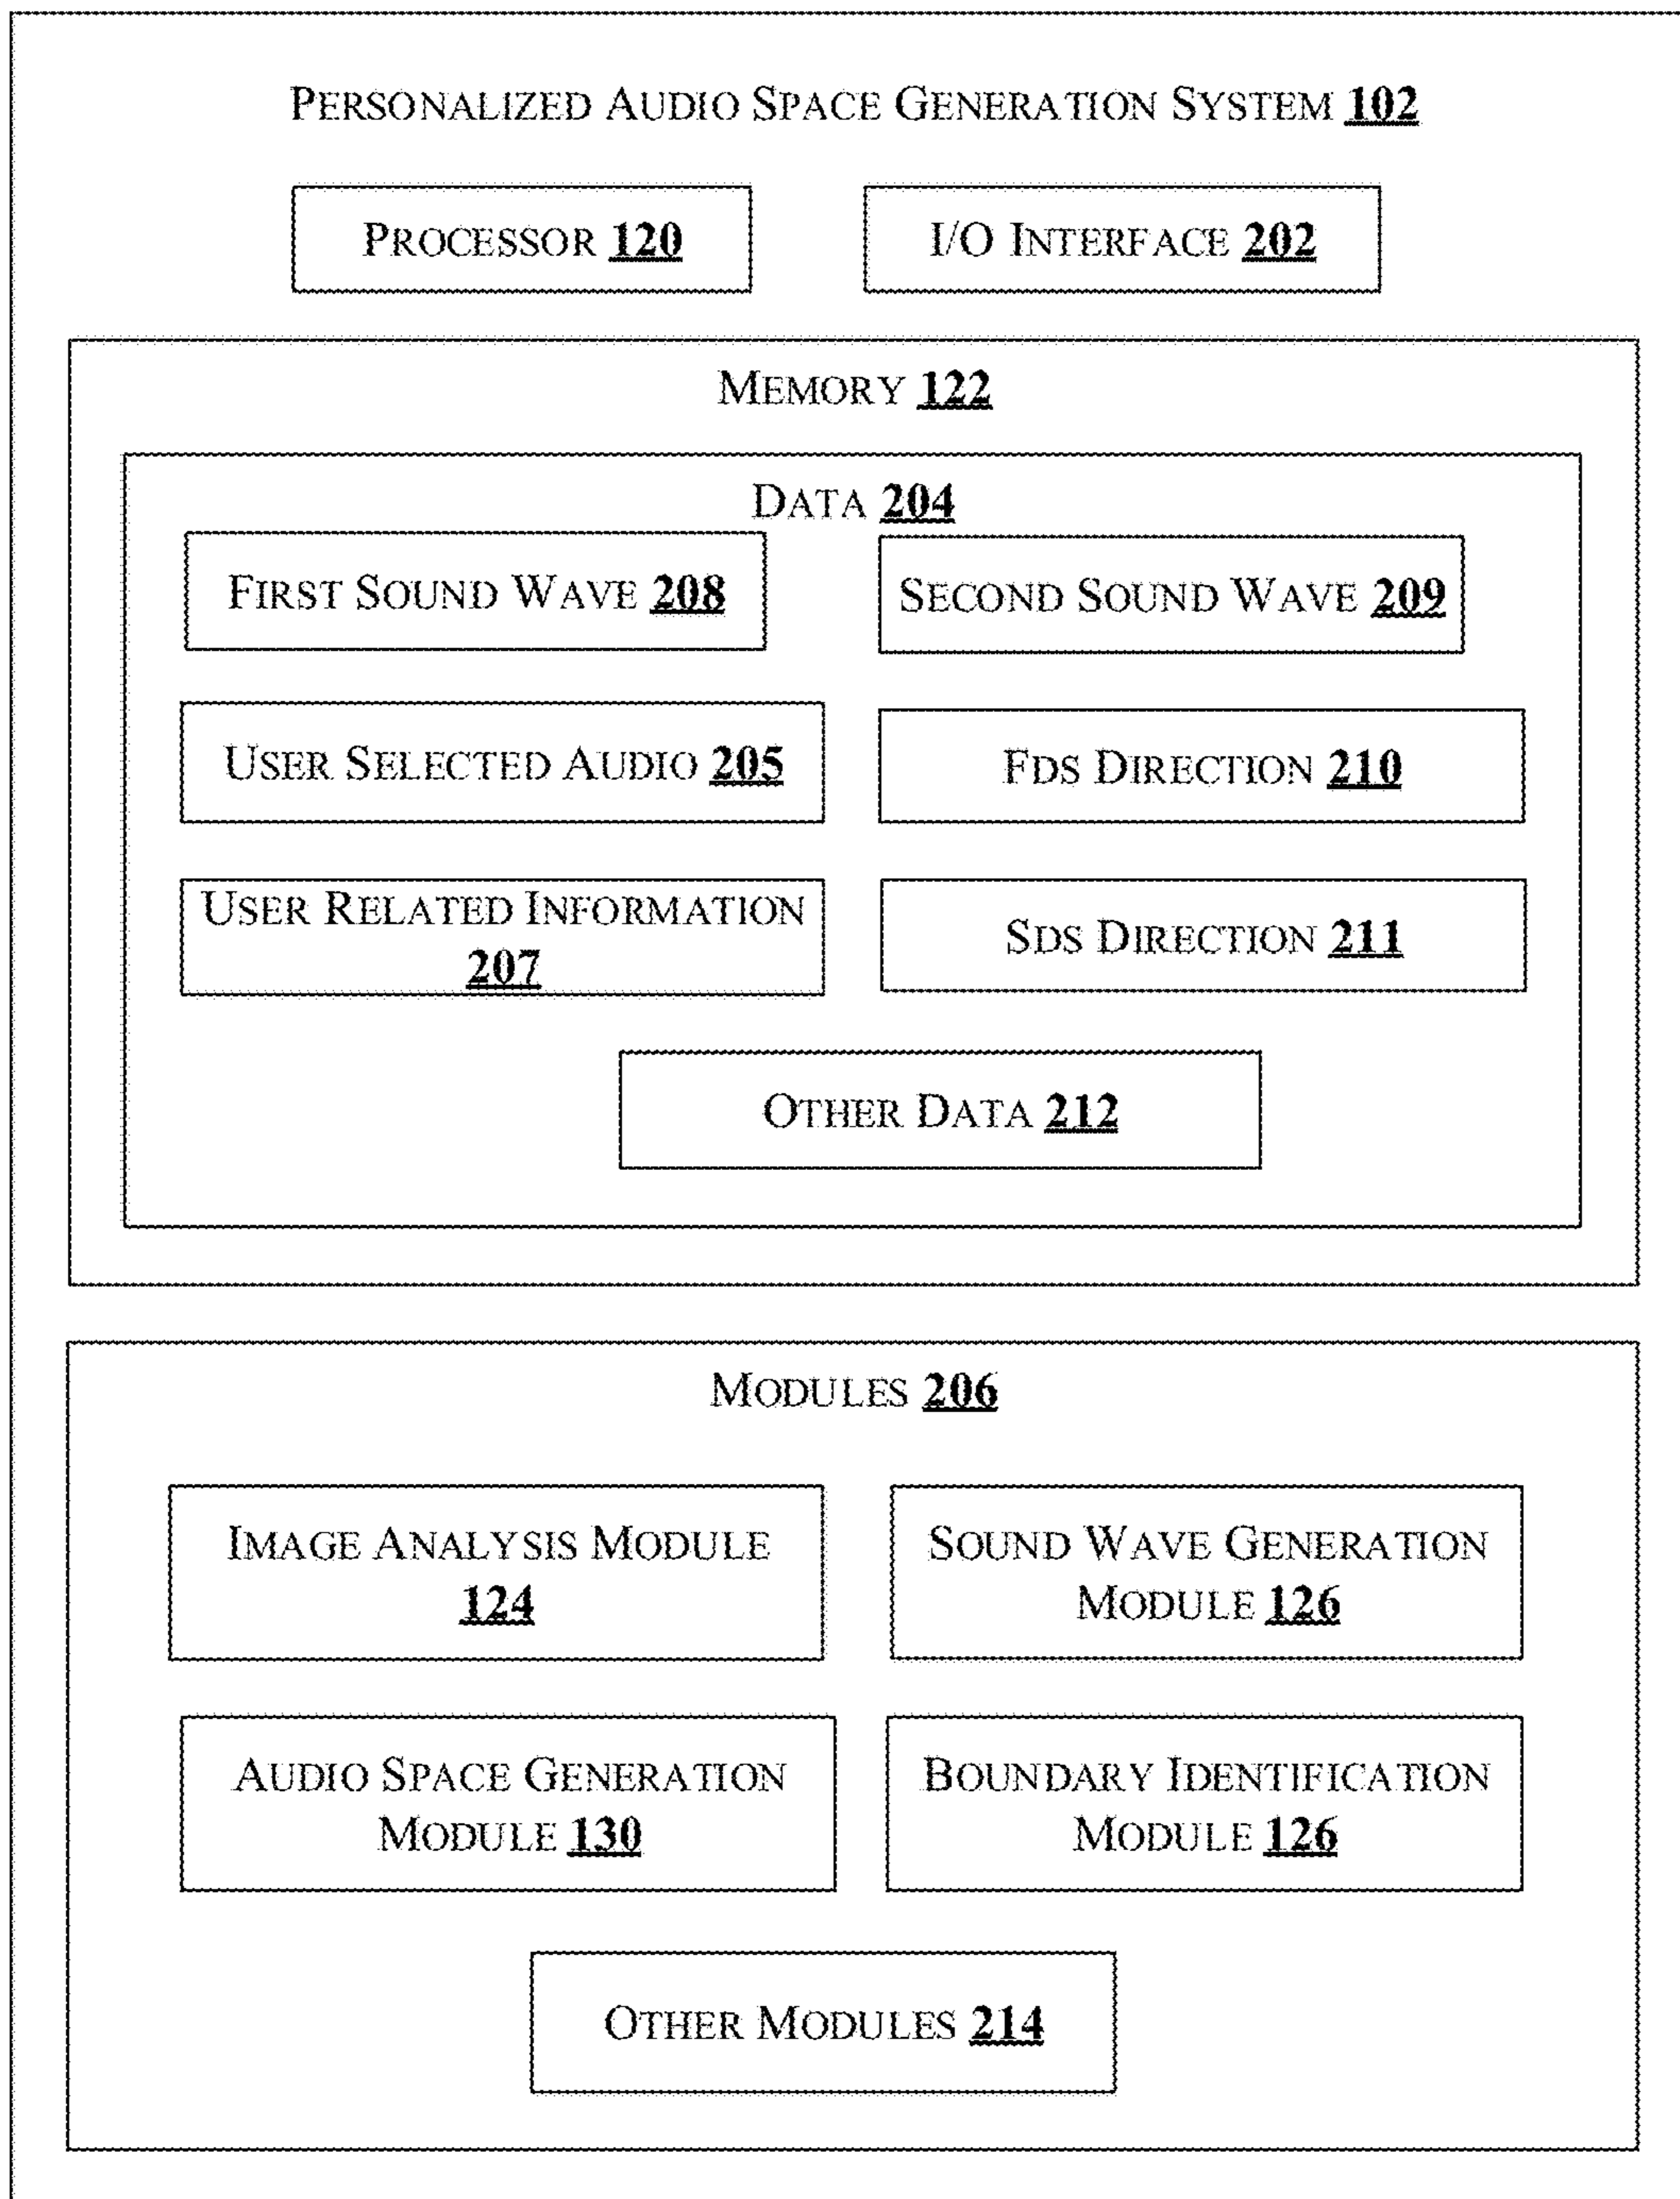 PERSONALIZED AUDIO SPACE GENERATION SYSTEM 102
PROCESSOR 120
I/O INTERFACE 202
MEMORY 122
DATA 204
FIRST SOUND WAVE 208
SECOND SOUND WAVE 209
USER SELECTED AUDIO 205
FDS DIRECTION 210
USER RELATED INFORMATION
207
SDS DIRECTION 211
OTHER DATA 212
MODULES 206
IMAGE ANALYSIS MODULE
124
SOUND WAVE GENERATION
MODULE 126
AUDIO SPACE GENERATION
MODULE 130
BOUNDARY IDENTIFICATION
MODULE 126
OTHER MODULES 214